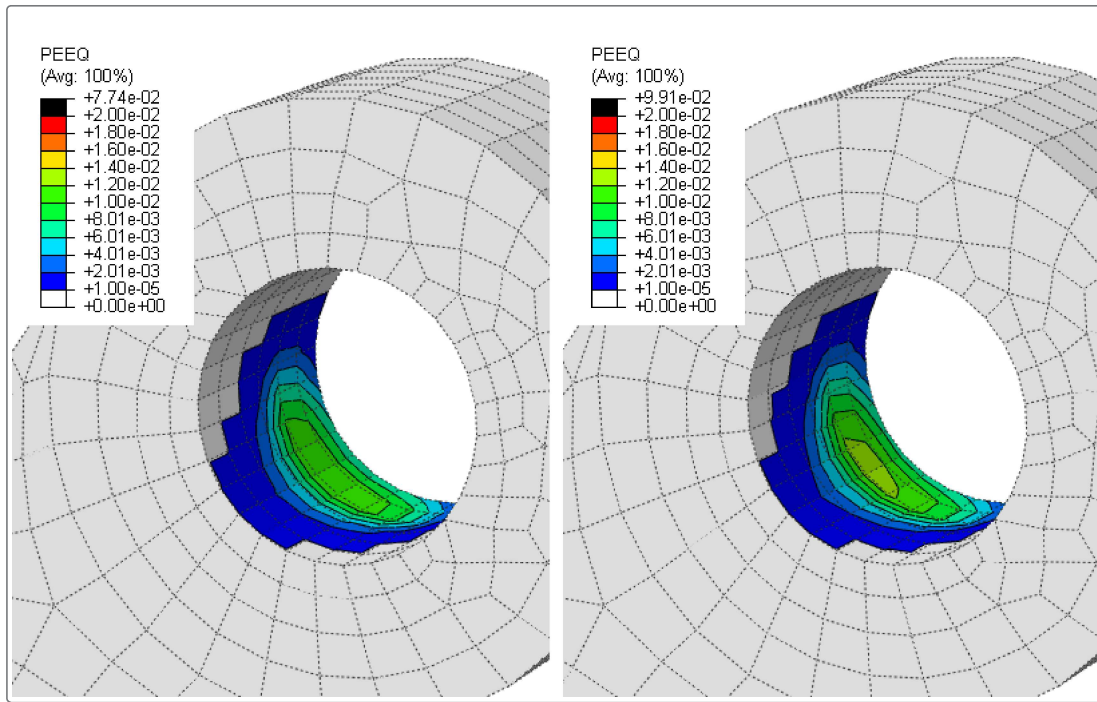 PEEQ
(Avg: 100%)
+7.74e-02
+2.00e-02
+1.80e-02
+1.60e-02
+1.40e-02
+1.20e-02
+1.00e-02
+8.01e-03
+6.01e-03
+4.01e-03
+2.01e-03
+1.00e-05
+0.00e+00
PEEQ
(Avg: 100%)
+9.91e-02
+2.00e-02
+1.80e-02
+1.60e-02
+1.40e-02
+1.20e-02
+1.00e-02
+8.01e-03
+6.01e-03
+4.01e-03
+2.01e-03
+1.00e-05
+0.00e+00